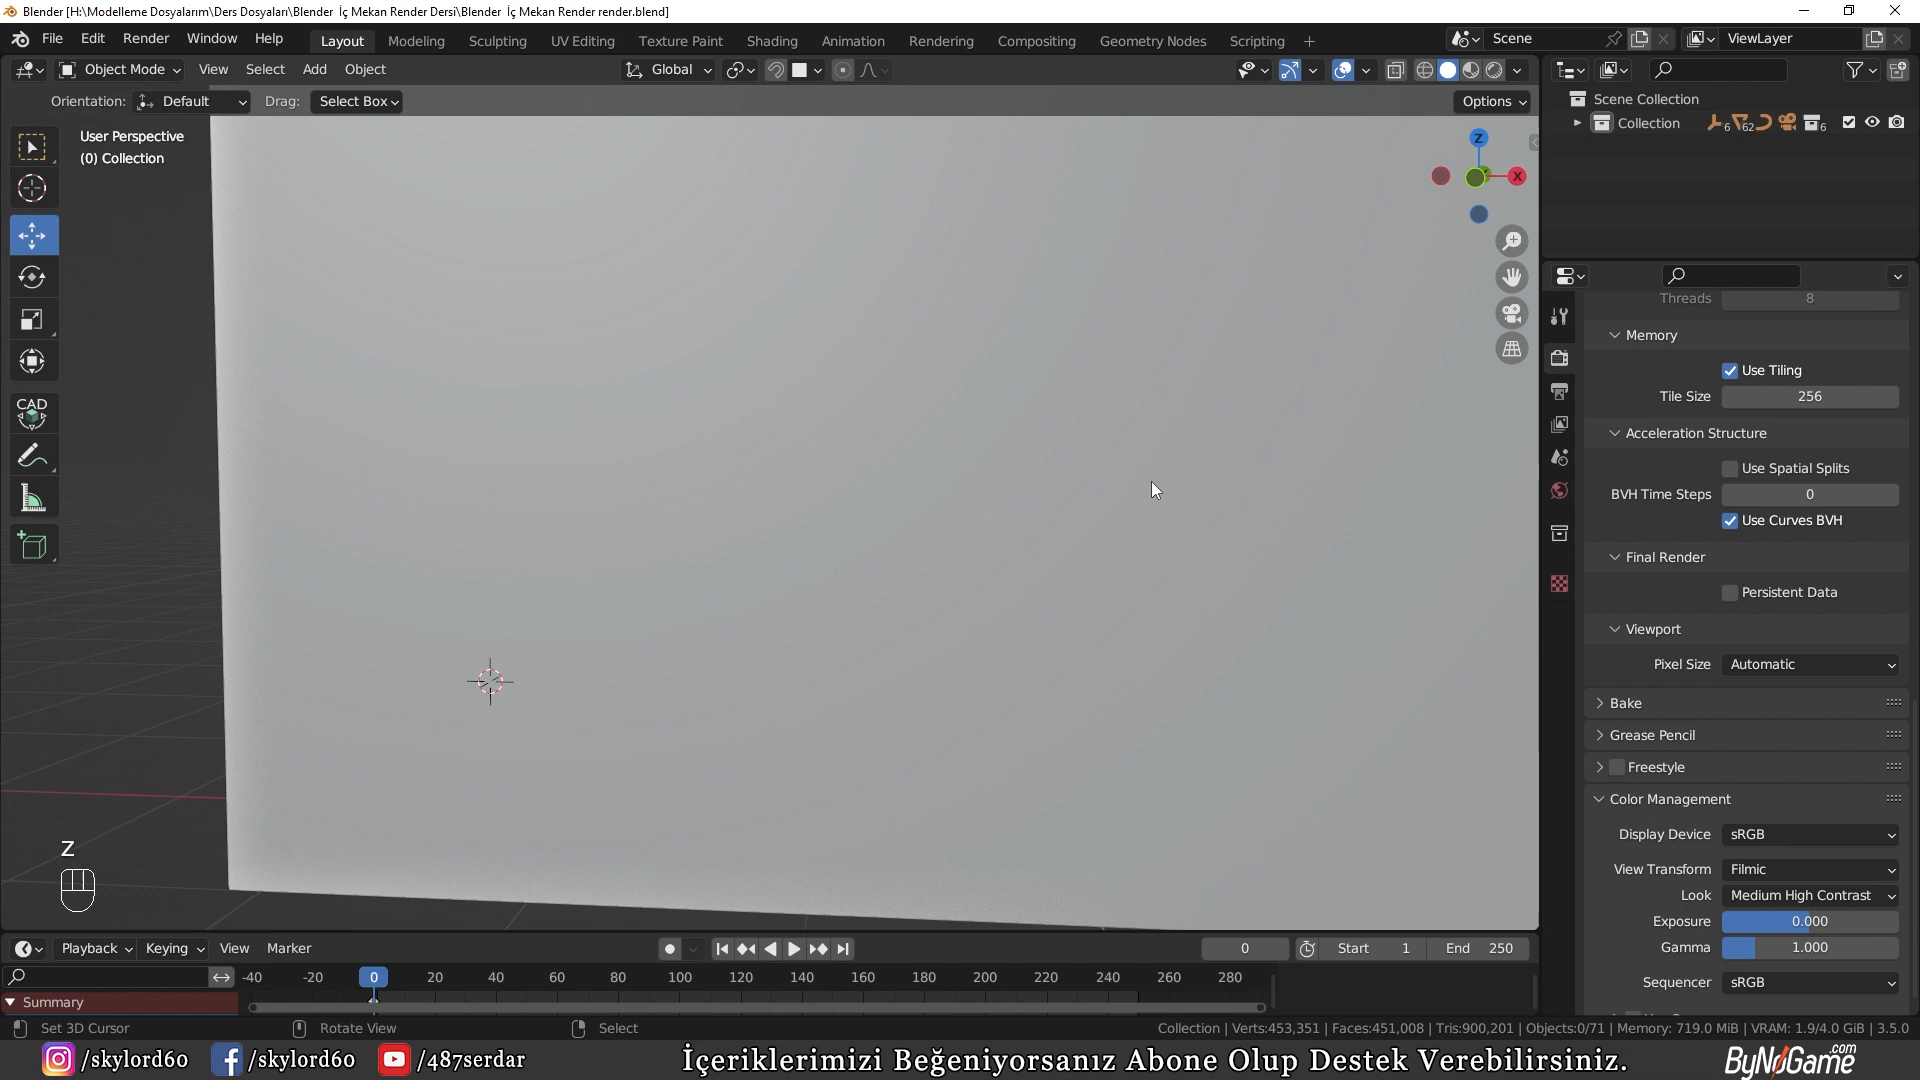 Blender [H:\Modelleme Dosyalarım\Ders Dosyaları\Blender İç Mekan Render Dersi\Blender İç Mekan Render render.blend]
File Edit Render Window Help Layout Modeling Sculpting UV Editing Texture Paint Shading Animation Rendering Compositing Geometry Nodes Scripting + Scene ViewLayer
Object Mode View Select Add Object Global
Orientation: Default Drag: Select Box Options
Scene Collection
Collection 6 62 6
User Perspective
(0) Collection
Z
X
CAD
Threads 8
Memory
Use Tiling
Tile Size 256
Acceleration Structure
Use Spatial Splits
BVH Time Steps 0
Use Curves BVH
Final Render
Persistent Data
Viewport
Pixel Size Automatic
Bake
Grease Pencil
Freestyle
Color Management
Display Device sRGB
View Transform Filmic
Look Medium High Contrast
Exposure 0.000
Gamma 1.000
Sequencer sRGB
Z
Playback Keying View Marker 0 Start 1 End 250
-40 -20 0 20 40 60 80 100 120 140 160 180 200 220 240 260 280
Summary
Set 3D Cursor Rotate View Select Collection | Verts:453,351 | Faces:451,008 | Tris:900,201 | Objects:0/71 | Memory: 719.0 MiB | VRAM: 1.9/4.0 GiB | 3.5.0
/skylord60 /skylord60 /487serdar İçeriklerimizi Beğeniyorsanız Abone Olup Destek Verebilirsiniz. ByNoGame.com